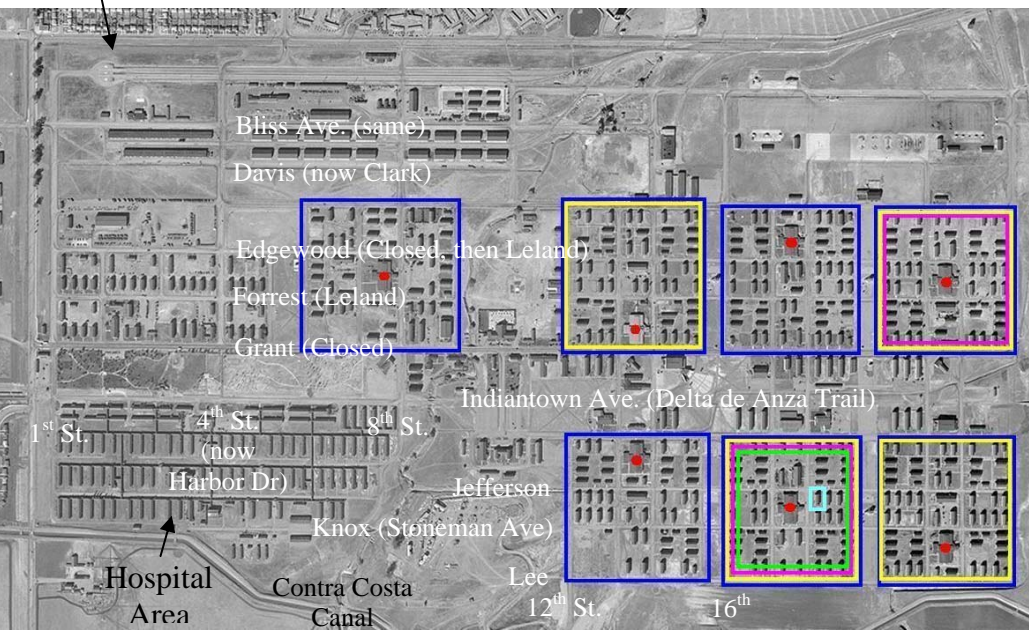 Bliss Ave. (same)
Davis (now Clark)
Edgewood (Closed, then Leland)
Forrest (Leland)
Grant (Closed)
Indiantown Ave. (Delta de Anza Trail)
1st St.
4th St.
(now
Harbor Dr)
8th St.
Jefferson
Knox (Stoneman Ave)
Lee
12th St.
16th
Hospital
Area
Contra Costa
Canal